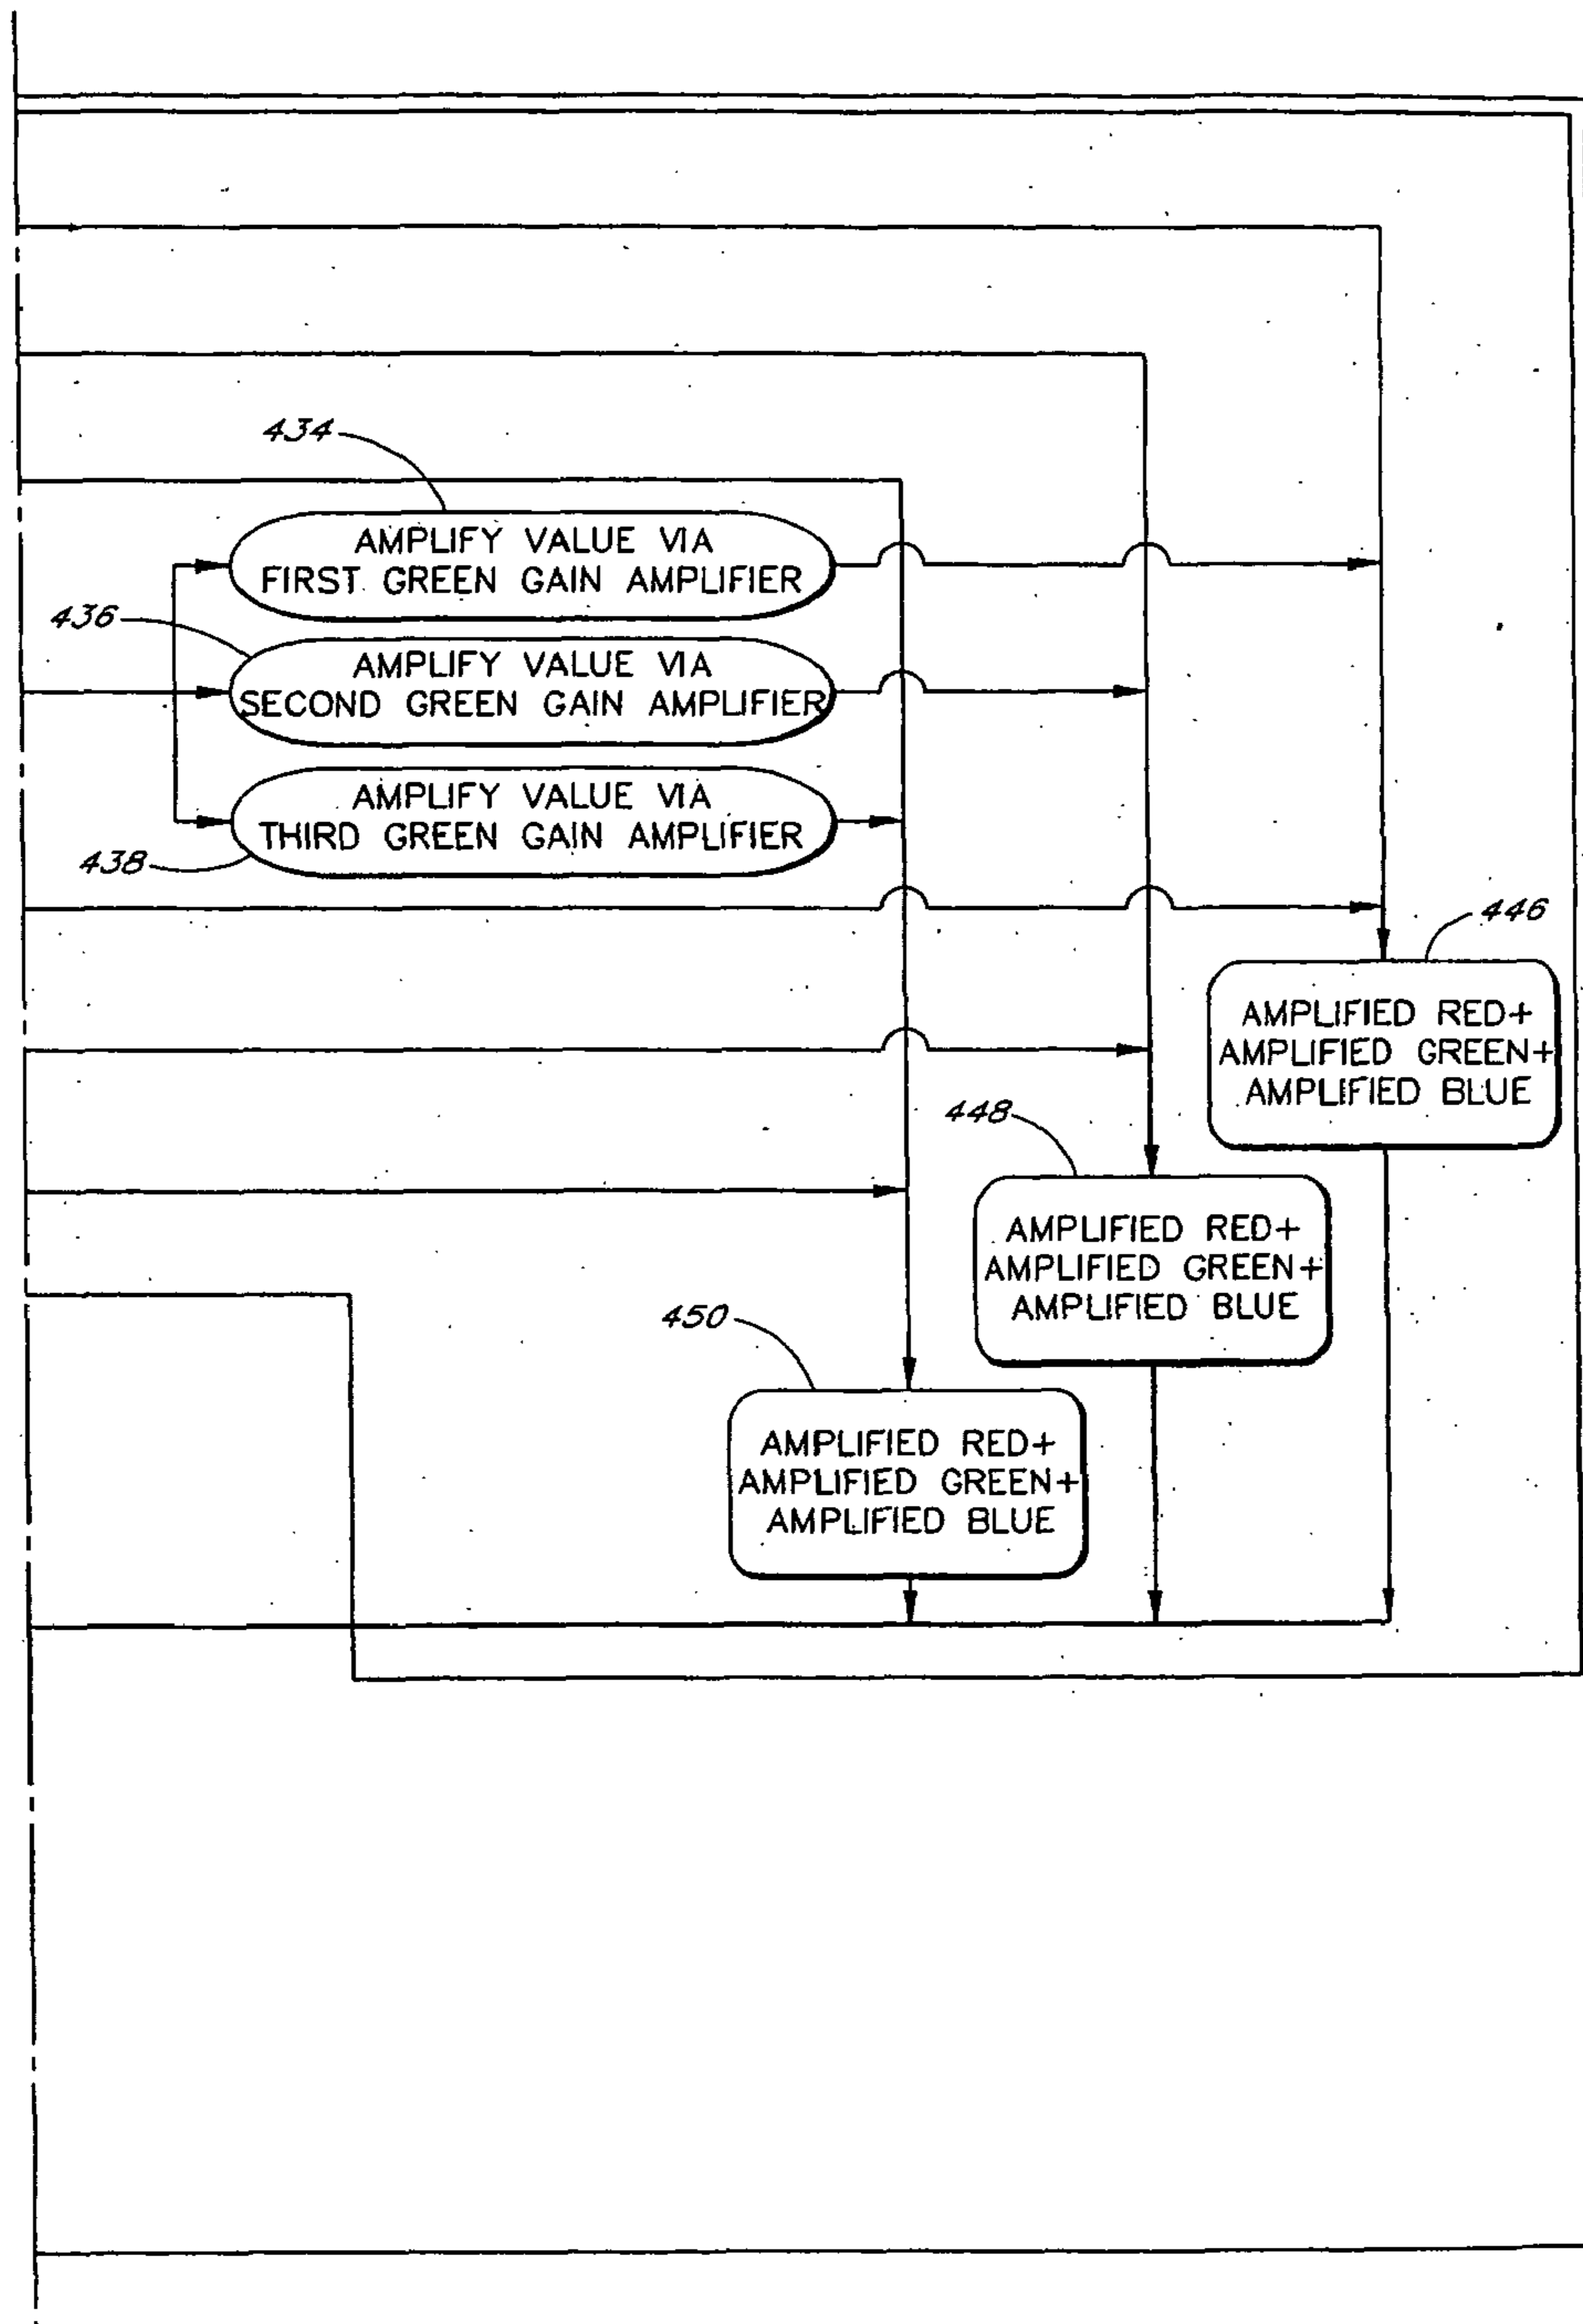 434
AMPLIFY VALUE VIA
FIRST GREEN GAIN AMPLIFIER
436
AMPLIFY VALUE VIA
SECOND GREEN GAIN AMPLIFIER
AMPLIFY VALUE VIA
THIRD GREEN GAIN AMPLIFIER
438
446
AMPLIFIED RED+
AMPLIFIED GREEN+
AMPLIFIED BLUE
448
AMPLIFIED RED+
AMPLIFIED GREEN+
AMPLIFIED BLUE
450
AMPLIFIED RED+
AMPLIFIED GREEN+
AMPLIFIED BLUE